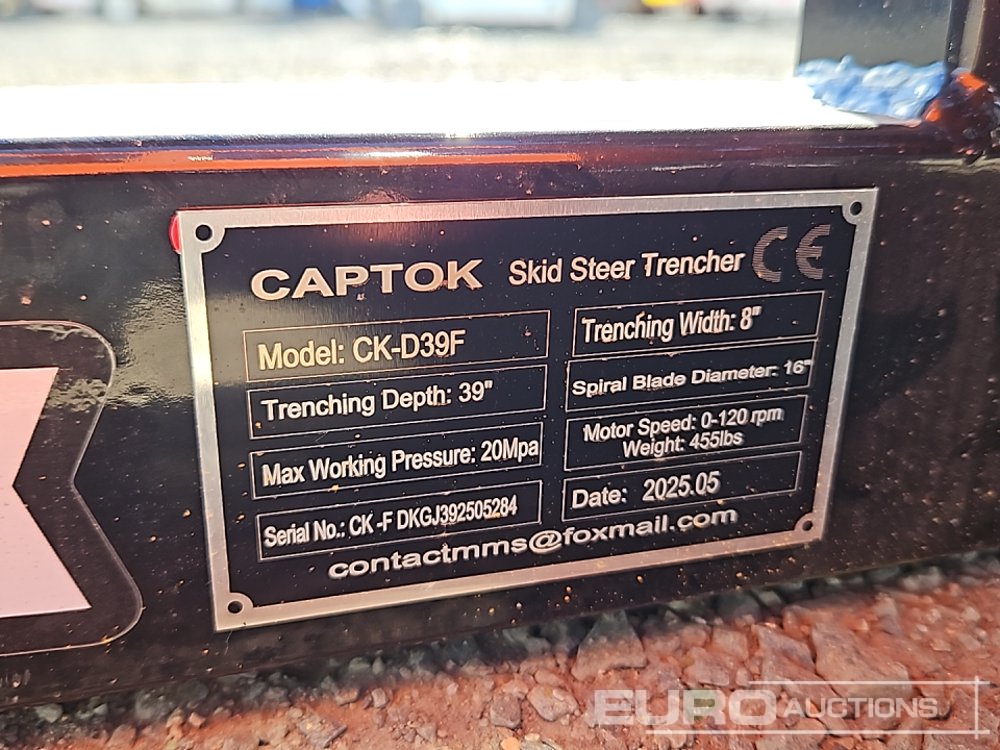 CAPTOK Skid Steer Trencher CE
Model: CK-D39F
Trenching Width: 8"
Trenching Depth: 39"
Spiral Blade Diameter: 16"
Max Working Pressure: 20Mpa
Motor Speed: 0-120 rpm
Weight: 455lbs
Serial No.: CK -F DKGJ392505284
Date: 2025.05
contactmms@foxmail.com
EURO AUCTIONS